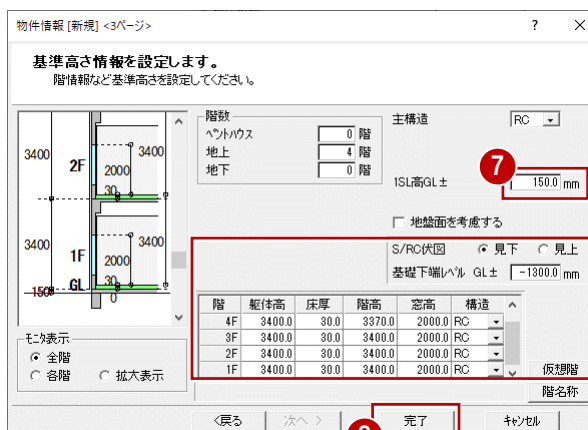 物件情報 [新規] <3ページ> ? ×
基準高さ情報を設定します。
階情報など基準高さを設定してください。
階数
ペントハウス 0 階
地上 4 階
地下 0 階
主構造 RC
7
1SL高GL± 150.0 mm
地盤面を考慮する
S/RC伏図 見下 見上
基礎下端レベル GL± -1300.0 mm
3400 2F 2000 3400
30
3400 1F 2000 3400
GL 30
150 0
階 躯体高 床厚 階高 窓高 構造
4F 3400.0 30.0 3370.0 2000.0 RC
3F 3400.0 30.0 3400.0 2000.0 RC
2F 3400.0 30.0 3400.0 2000.0 RC
1F 3400.0 30.0 3400.0 2000.0 RC
モニタ表示
全階
各階 拡大表示
仮想階
階名称
<戻る 次へ > 完了 キャンセル